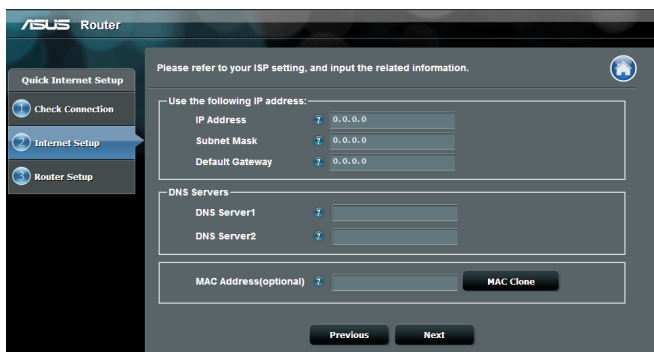 ASUS Router
Quick Internet Setup
1 Check Connection
2 Internet Setup
3 Router Setup
Please refer to your ISP setting, and input the related information.
Use the following IP address:
IP Address ? 0.0.0.0
Subnet Mask ? 0.0.0.0
Default Gateway ? 0.0.0.0
DNS Servers
DNS Server1 ?
DNS Server2 ?
MAC Address(optional) ? MAC Clone
Previous Next